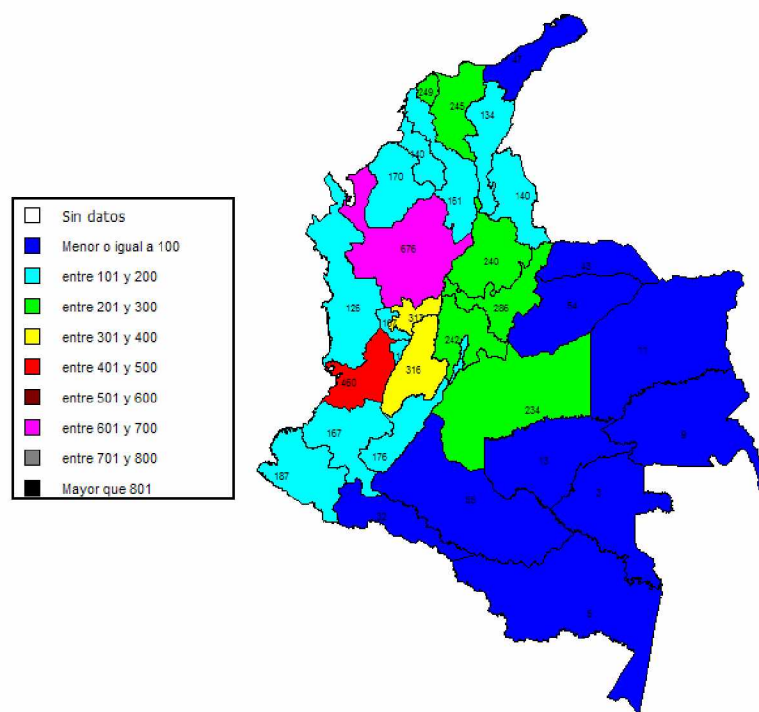 Sin datos
Menor o igual a 100
entre 101 y 200
entre 201 y 300
entre 301 y 400
entre 401 y 500
entre 501 y 600
entre 601 y 700
entre 701 y 800
Mayor que 801
249
245
134
140
170
151
140
676
240
286
125
242
316
460
234
167
176
187